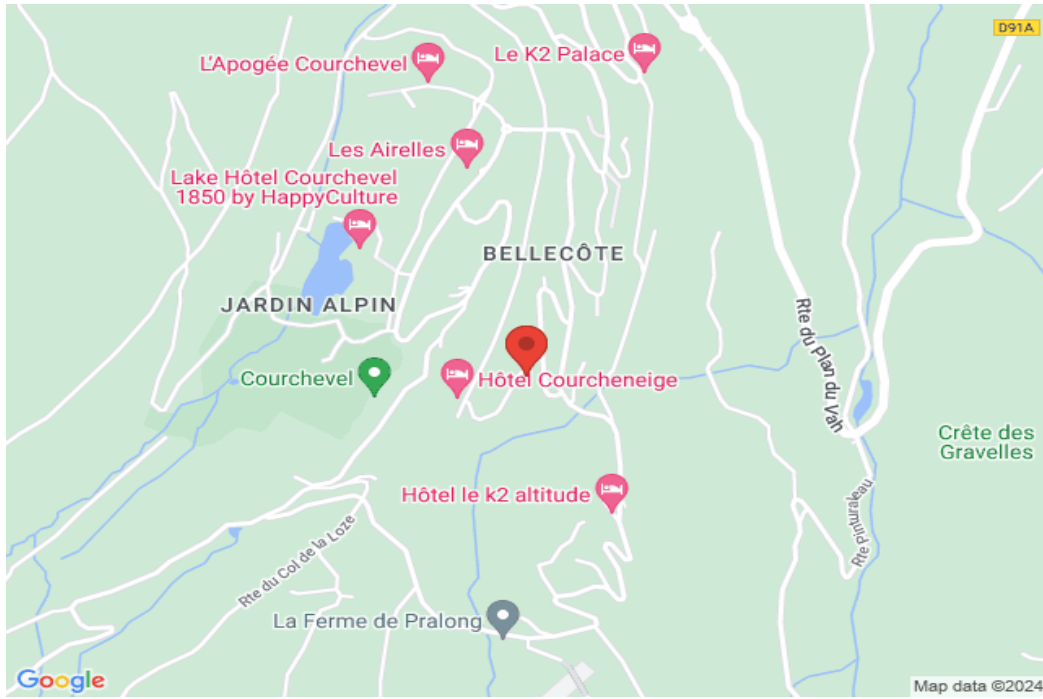 D91A
Le K2 Palace
L'Apogée Courchevel
Les Airelles
Lake Hôtel Courchevel
1850 by HappyCulture
BELLECÔTE
JARDIN ALPIN
Rte du Plan du Vah
Courchevel
Hôtel Courcheneige
Crête des
Gravelles
Hôtel le k2 altitude
Rte Pinturaleau
Rte du Col de la Loze
La Ferme de Pralong
Google
Map data ©2024